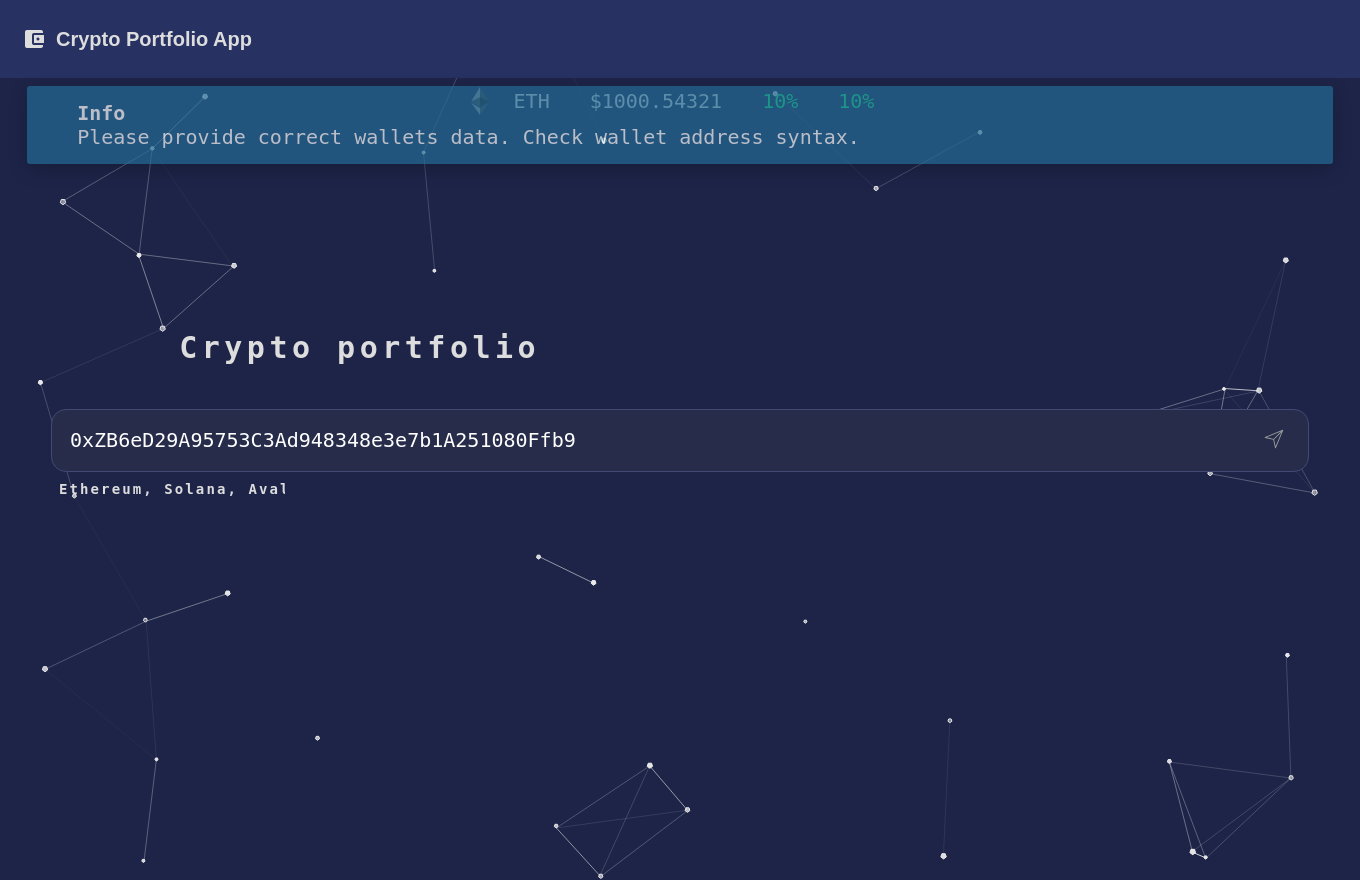 Crypto Portfolio App
ETH $1000.54321 10% 10%
Info
Please provide correct wallets data. Check wallet address syntax.
Crypto portfolio
0xZB6eD29A95753C3Ad948348e3e7b1A251080Ffb9
Ethereum, Solana, Aval